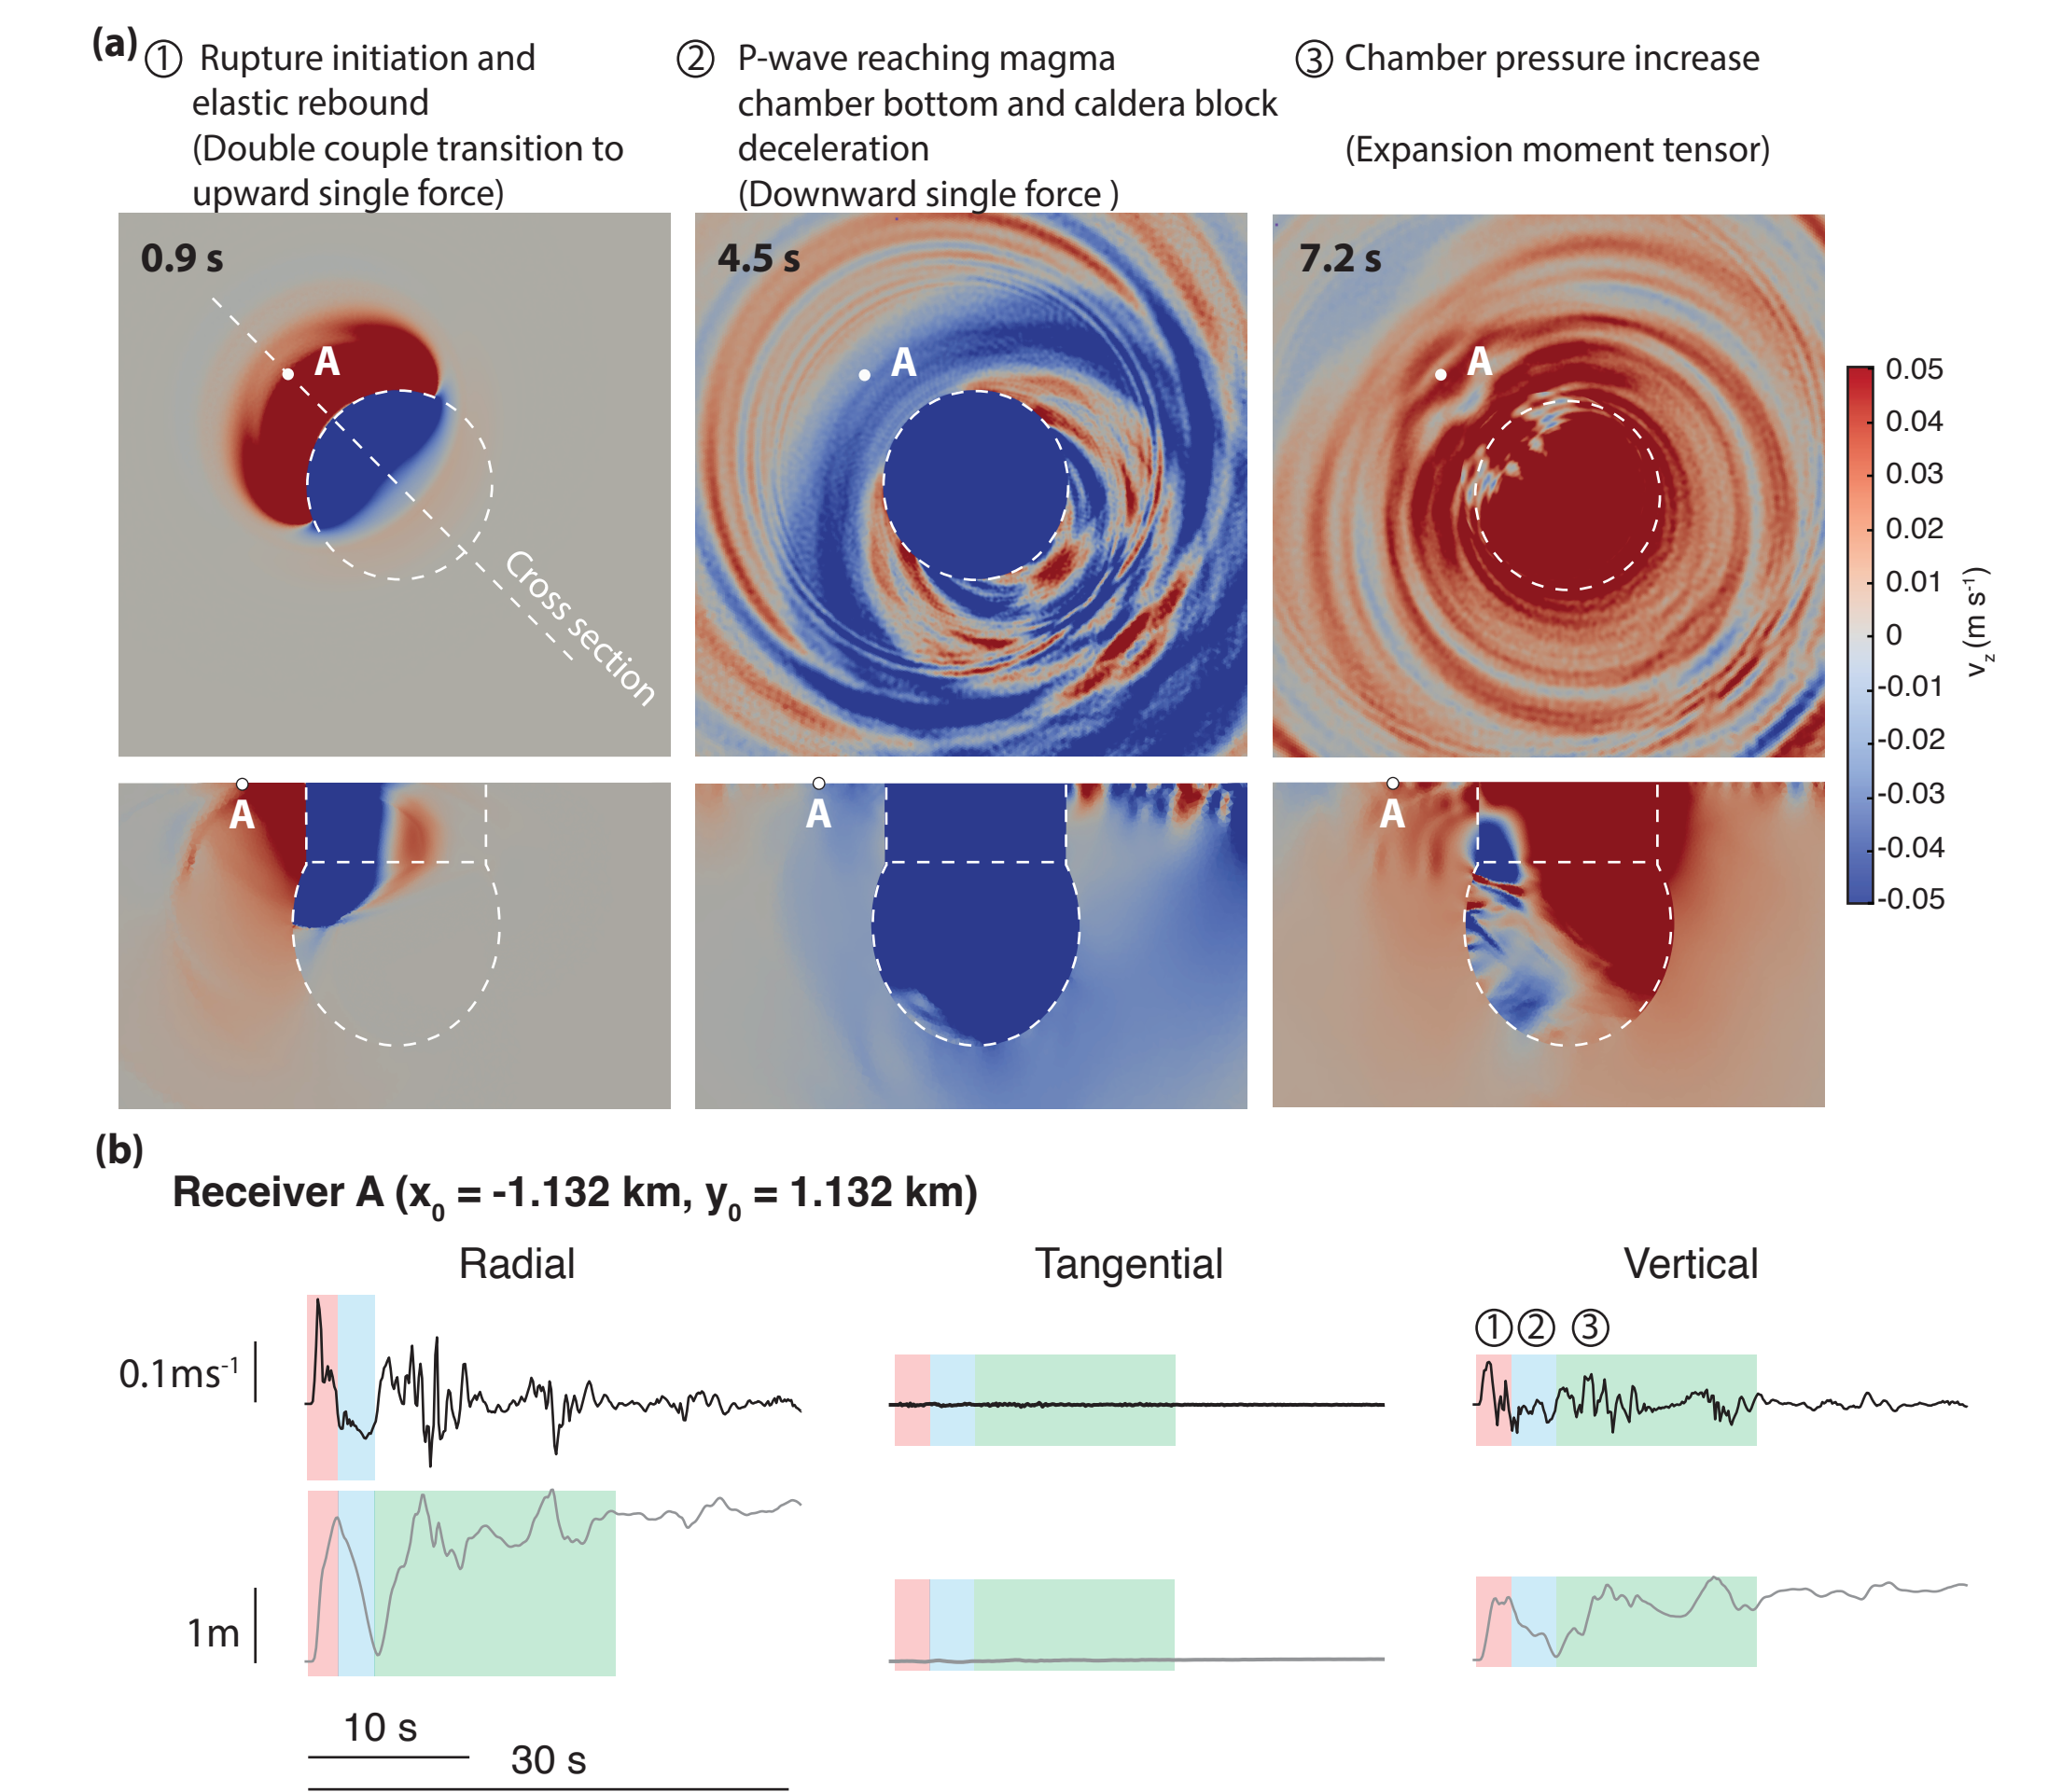 (a)
① Rupture initiation and
elastic rebound
(Double couple transition to
upward single force)
② P-wave reaching magma
chamber bottom and caldera block
deceleration
(Downward single force )
③ Chamber pressure increase
(Expansion moment tensor)
0.9 s
A
Cross section
4.5 s
A
7.2 s
A
0.05
0.04
0.03
0.02
0.01
0
-0.01
-0.02
-0.03
-0.04
-0.05
v_z (m s⁻¹)
A
A
A
(b)
Receiver A (x₀ = -1.132 km, y₀ = 1.132 km)
Radial
Tangential
Vertical
① ② ③
0.1ms⁻¹
1m
10 s
30 s